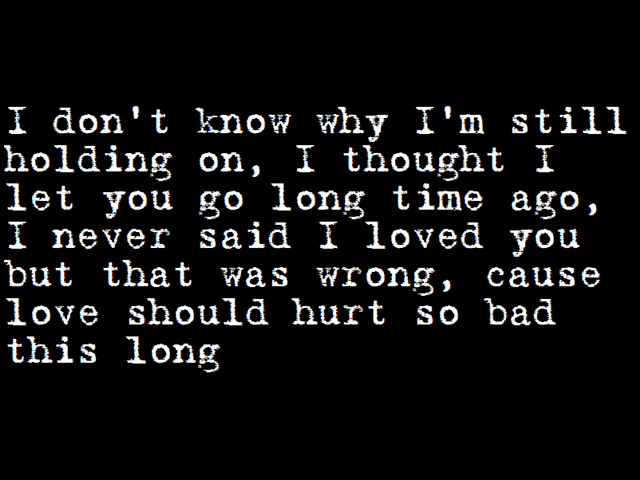 I don't know why I'm still
holding on, I thought I
let you go long time ago,
I never said I loved you
but that was wrong, cause
love should hurt so bad
this long